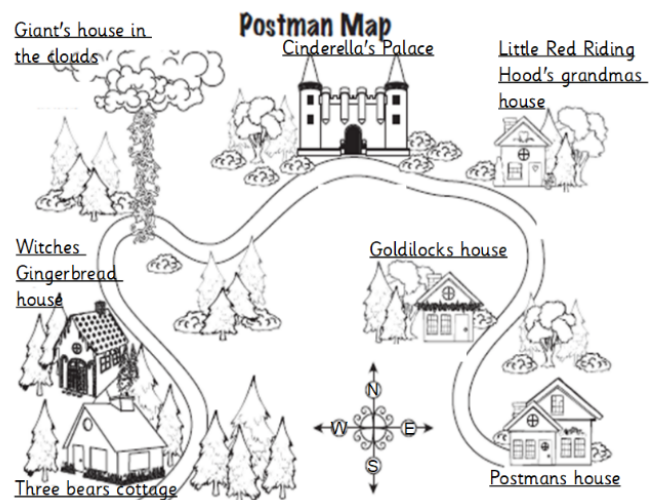 Postman Map
Giant's house in
the clouds
Cinderella's Palace
Little Red Riding
Hood's grandmas
house
Witches
Gingerbread
house
Goldilocks house
N
W E
S
Three bears cottage
Postmans house